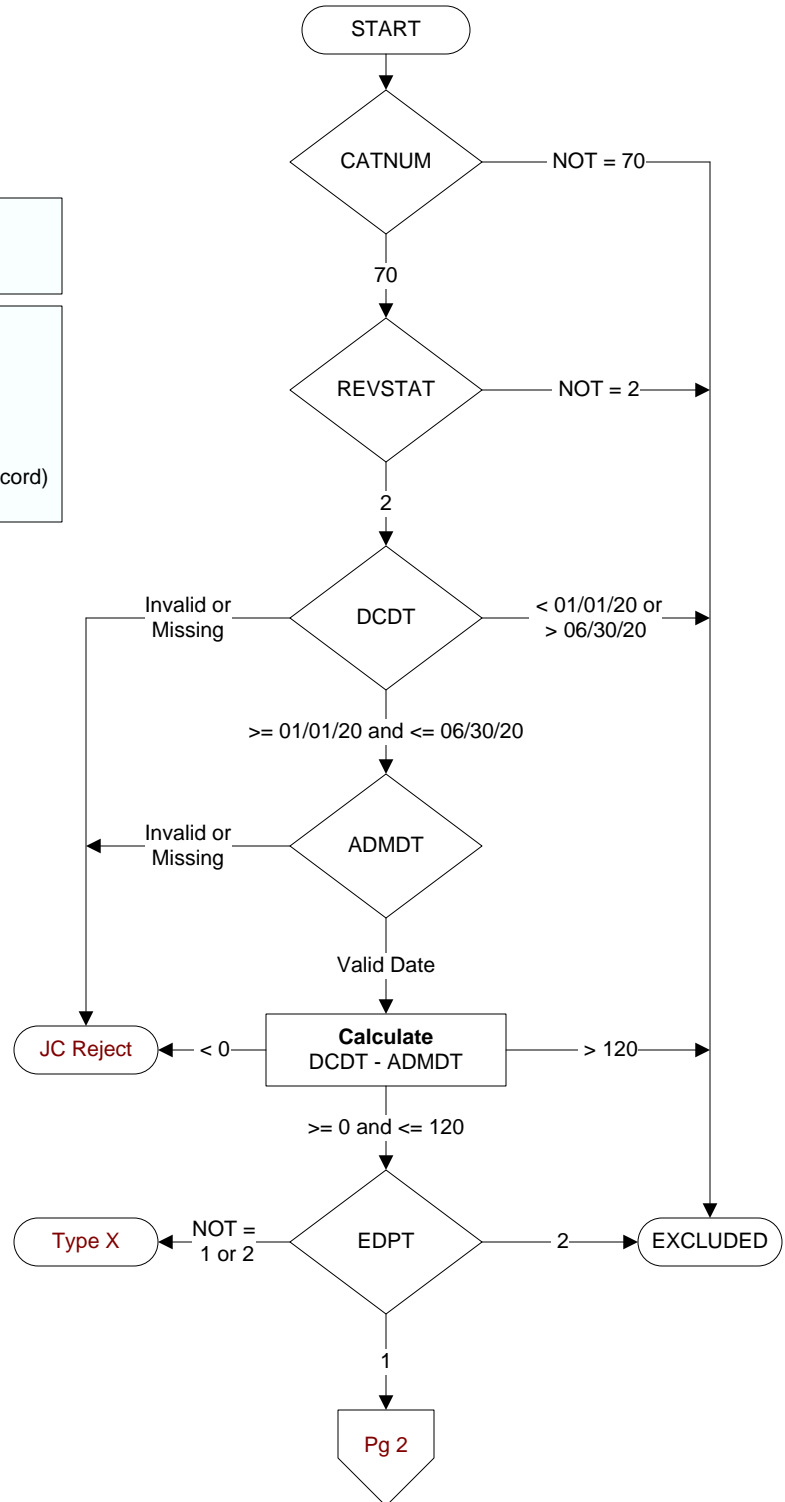 START
CATNUM
NOT = 70
70
REVSTAT
NOT = 2
cord)
2
Invalid or
Missing
DCDT
< 01/01/20 or
> 06/30/20
>= 01/01/20 and <= 06/30/20
Invalid or
Missing
ADMDT
Valid Date
JC Reject
< 0
Calculate
DCDT - ADMDT
> 120
>= 0 and <= 120
Type X
NOT =
1 or 2
EDPT
2
EXCLUDED
1
Pg 2